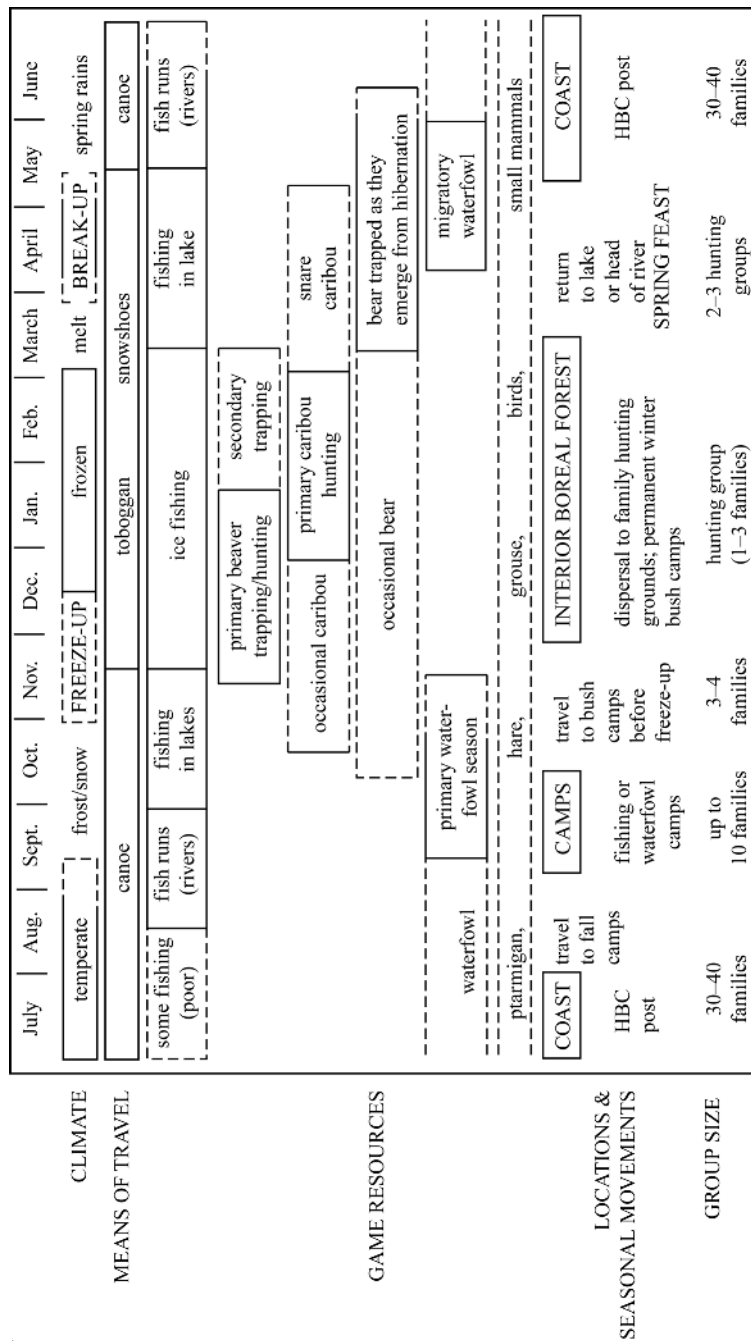 July
Aug.
Sept.
Oct.
Nov.
Dec.
Jan.
Feb.
March
April
May
June
CLIMATE
temperate
frost/snow
FREEZE-UP
frozen
melt
BREAK-UP
spring rains
MEANS OF TRAVEL
canoe
toboggan
snowshoes
canoe
GAME RESOURCES
some fishing
(poor)
fish runs
(rivers)
fishing
in lakes
ice fishing
fishing
in lake
fish runs
(rivers)
primary beaver
trapping/hunting
secondary
trapping
occasional caribou
primary caribou
hunting
snare
caribou
occasional bear
bear trapped as they
emerge from hibernation
waterfowl
primary water-
fowl season
migratory
waterfowl
ptarmigan,
hare,
grouse,
birds,
small mammals
LOCATIONS &
SEASONAL MOVEMENTS
COAST
HBC
post
travel
to fall
camps
CAMPS
fishing or
waterfowl
camps
travel
to bush
camps
before
freeze-up
INTERIOR BOREAL FOREST
dispersal to family hunting
grounds; permanent winter
bush camps
return
to lake
or head
of river
SPRING FEAST
COAST
HBC post
GROUP SIZE
30–40
families
up to
10 families
3–4
families
hunting group
(1–3 families)
2–3 hunting
groups
30–40
families